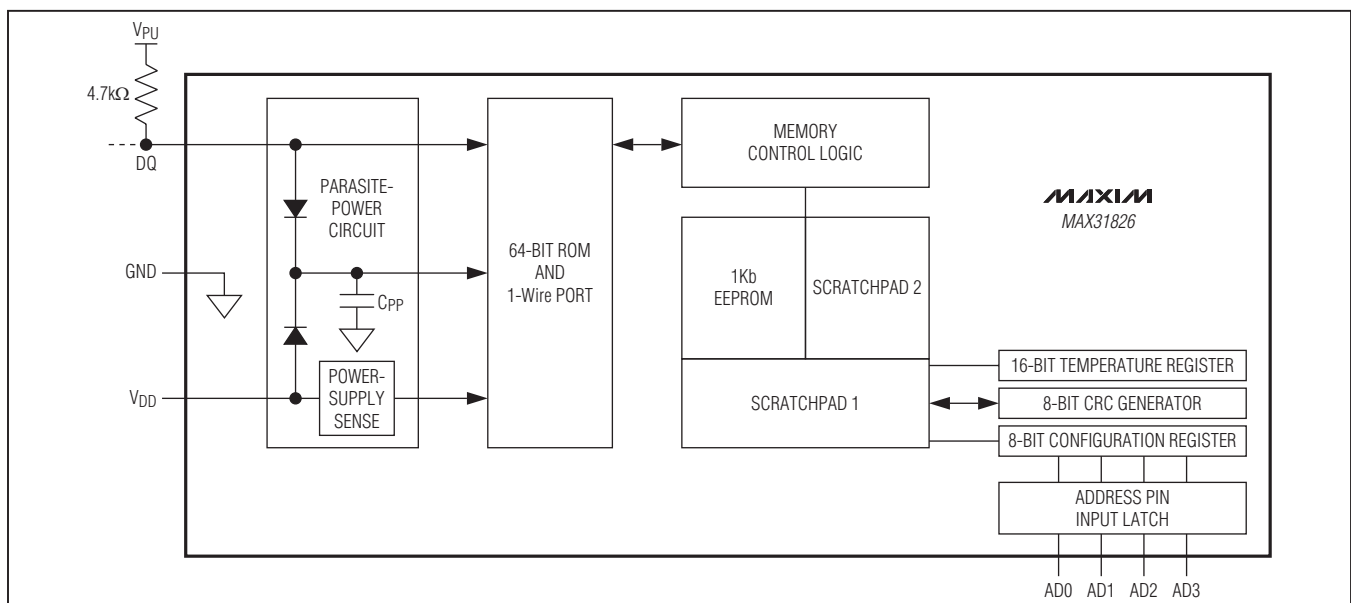 VPU
4.7kΩ
DQ
GND
VDD
PARASITE-
POWER
CIRCUIT
CPP
POWER-
SUPPLY
SENSE
64-BIT ROM
AND
1-Wire PORT
MEMORY
CONTROL LOGIC
1Kb
EEPROM
SCRATCHPAD 2
SCRATCHPAD 1
MAXIM
MAX31826
16-BIT TEMPERATURE REGISTER
8-BIT CRC GENERATOR
8-BIT CONFIGURATION REGISTER
ADDRESS PIN
INPUT LATCH
AD0 AD1 AD2 AD3